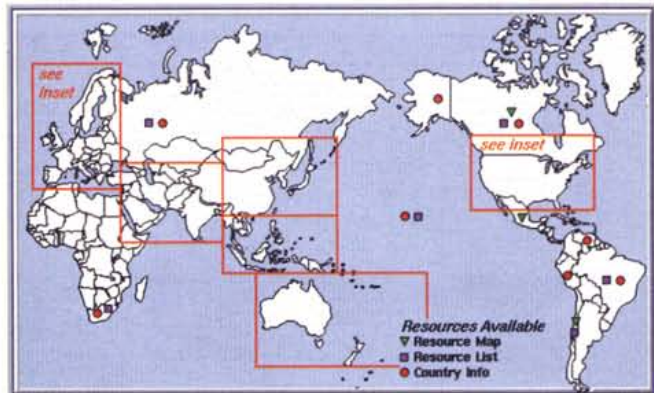 see
inset
see inset
Resources Available
Resource Map
Resource List
Country Info